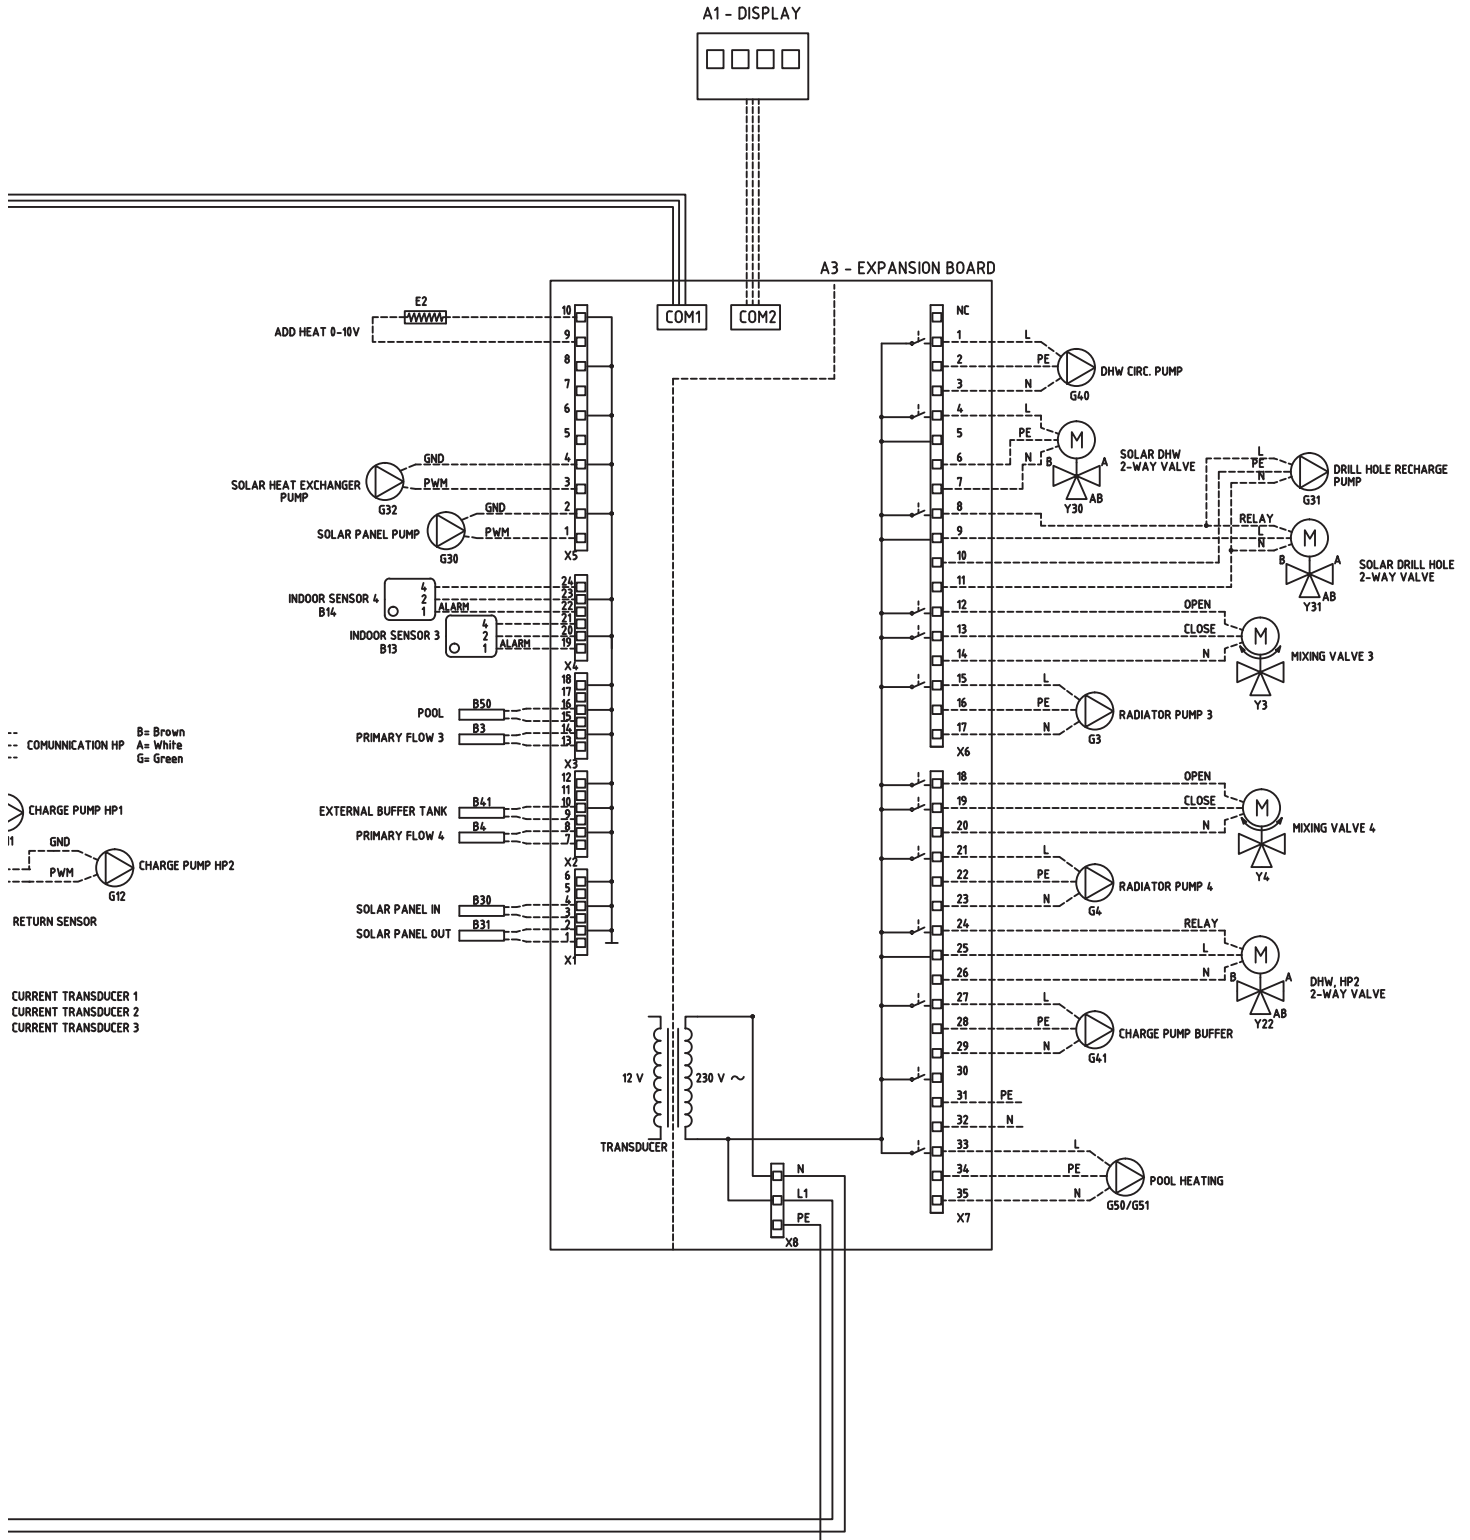 A1 - DISPLAY
A3 - EXPANSION BOARD
COM1
COM2
E2
ADD HEAT 0-10V
10
9
8
7
6
5
4
3
2
1
X5
GND
PWM
SOLAR HEAT EXCHANGER
PUMP
G32
GND
PWM
SOLAR PANEL PUMP
G30
24
23
22
21
20
19
X4
INDOOR SENSOR 4
B14
4
2
1
ALARM
INDOOR SENSOR 3
B13
4
2
1
ALARM
18
17
16
15
14
13
X3
POOL
B50
PRIMARY FLOW 3
B3
12
11
10
9
8
7
X2
EXTERNAL BUFFER TANK
B41
PRIMARY FLOW 4
B4
6
5
4
3
2
1
X1
SOLAR PANEL IN
B30
SOLAR PANEL OUT
B31
COMUNNICATION HP
B= Brown
A= White
G= Green
CHARGE PUMP HP1
GND
PWM
CHARGE PUMP HP2
G12
RETURN SENSOR
CURRENT TRANSDUCER 1
CURRENT TRANSDUCER 2
CURRENT TRANSDUCER 3
12 V
230 V ~
TRANSDUCER
N
L1
PE
X8
NC
1
2
3
4
5
6
7
8
9
10
11
12
13
14
15
16
17
X6
L
PE
N
DHW CIRC. PUMP
G40
L
PE
N
M
B
A
AB
Y30
SOLAR DHW
2-WAY VALVE
L
PE
N
DRILL HOLE RECHARGE
PUMP
G31
RELAY
L
N
M
B
A
AB
Y31
SOLAR DRILL HOLE
2-WAY VALVE
OPEN
CLOSE
N
M
MIXING VALVE 3
Y3
L
PE
N
RADIATOR PUMP 3
G3
18
19
20
21
22
23
24
25
26
27
28
29
30
31
32
33
34
35
X7
OPEN
CLOSE
N
M
MIXING VALVE 4
Y4
L
PE
N
RADIATOR PUMP 4
G4
RELAY
L
N
M
B
A
AB
Y22
DHW, HP2
2-WAY VALVE
L
PE
N
CHARGE PUMP BUFFER
G41
PE
N
L
PE
N
POOL HEATING
G50/G51